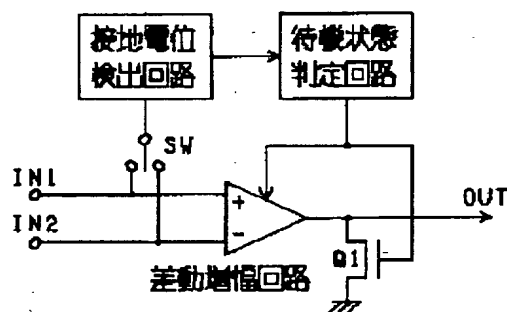 接地電位
検出回路
待機状態
判定回路
SW
IN1
IN2
+
-
OUT
Q1
差動増幅回路